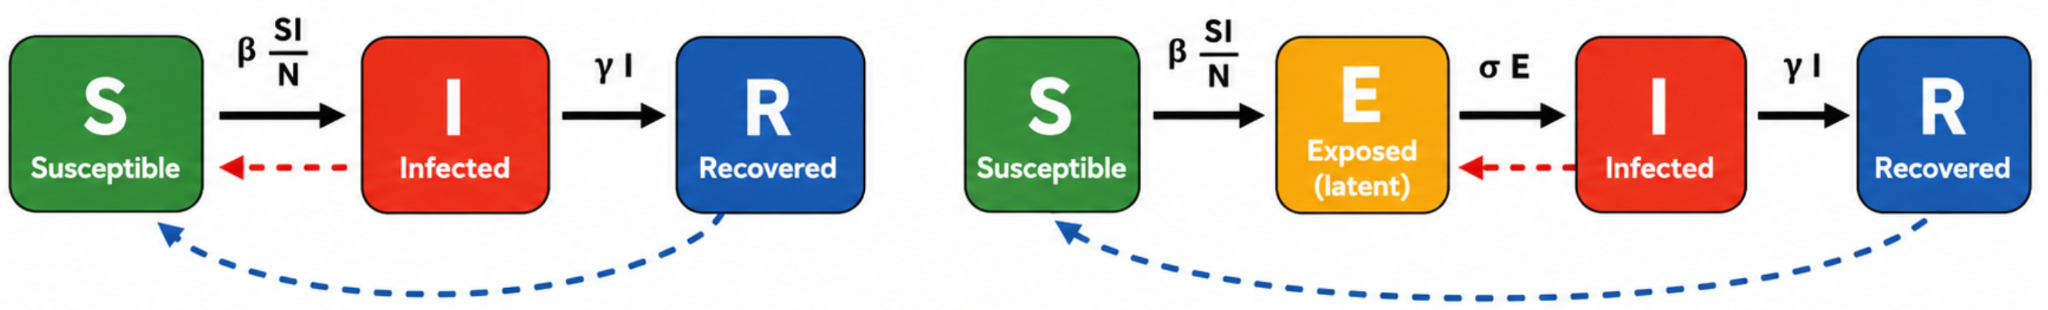 β SI/N
γ I
S
Susceptible
I
Infected
R
Recovered
β SI/N
σ E
γ I
S
Susceptible
E
Exposed
(latent)
I
Infected
R
Recovered